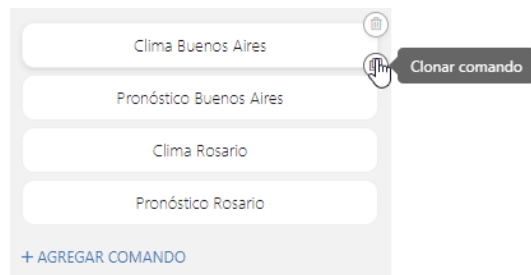 Clima Buenos Aires
Clonar comando
Pronóstico Buenos Aires
Clima Rosario
Pronóstico Rosario
+ AGREGAR COMANDO